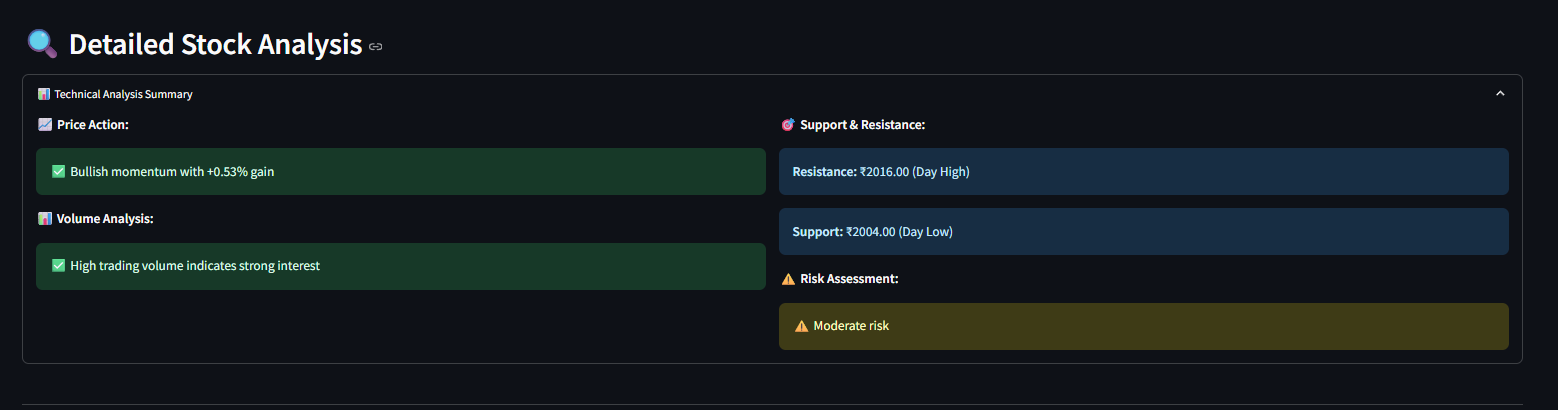 Detailed Stock Analysis
Technical Analysis Summary
Price Action:
Bullish momentum with +0.53% gain
Volume Analysis:
High trading volume indicates strong interest
Support & Resistance:
Resistance: ₹2016.00 (Day High)
Support: ₹2004.00 (Day Low)
Risk Assessment:
Moderate risk